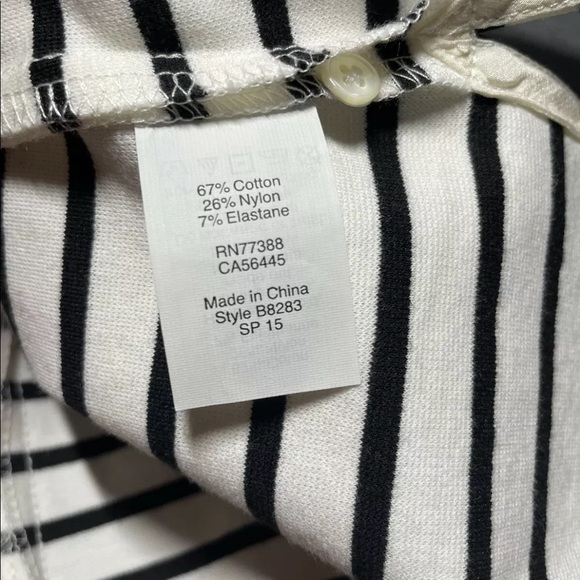 67% Cotton
26% Nylon
7% Elastane
RN77388
CA56445
Made in China
Style B8283
SP 15